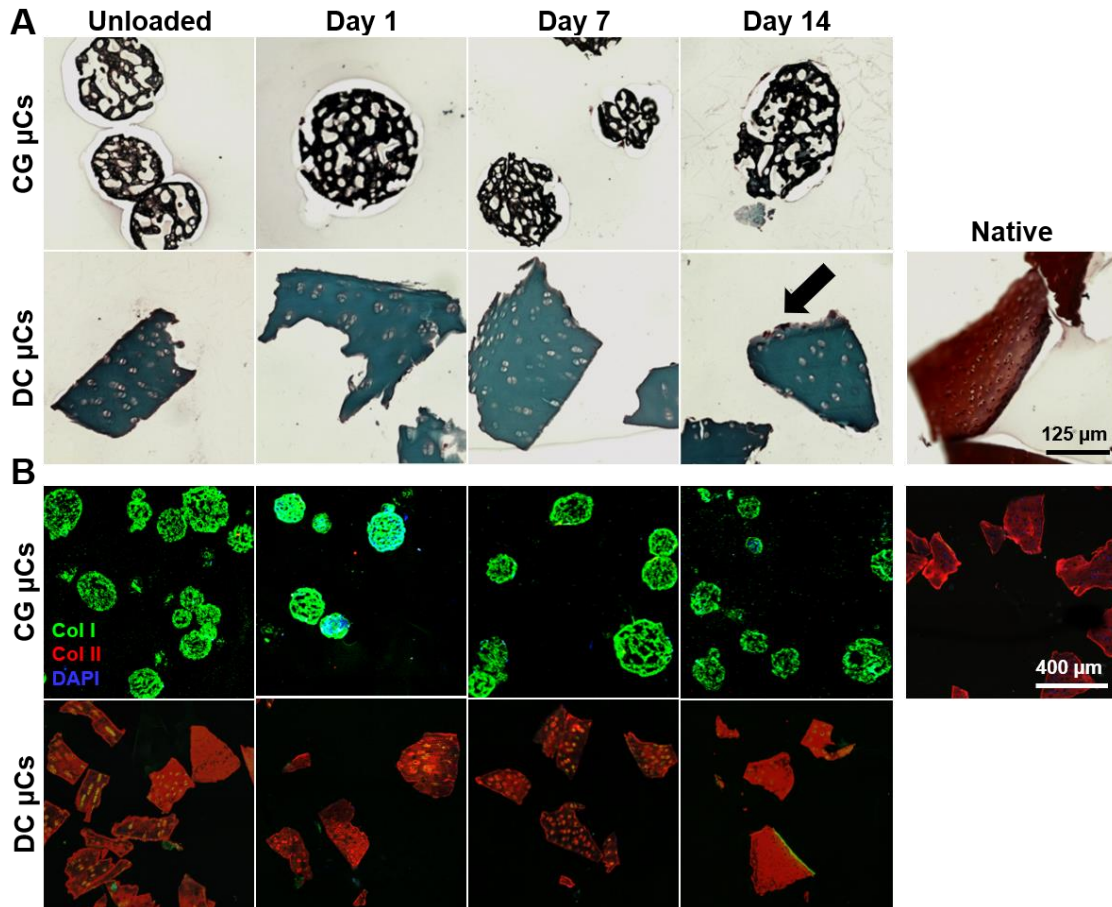 A
Unloaded
Day 1
Day 7
Day 14
CG µCs
Native
DC µCs
125 µm
B
CG µCs
Col I
Col II
DAPI
400 µm
DC µCs